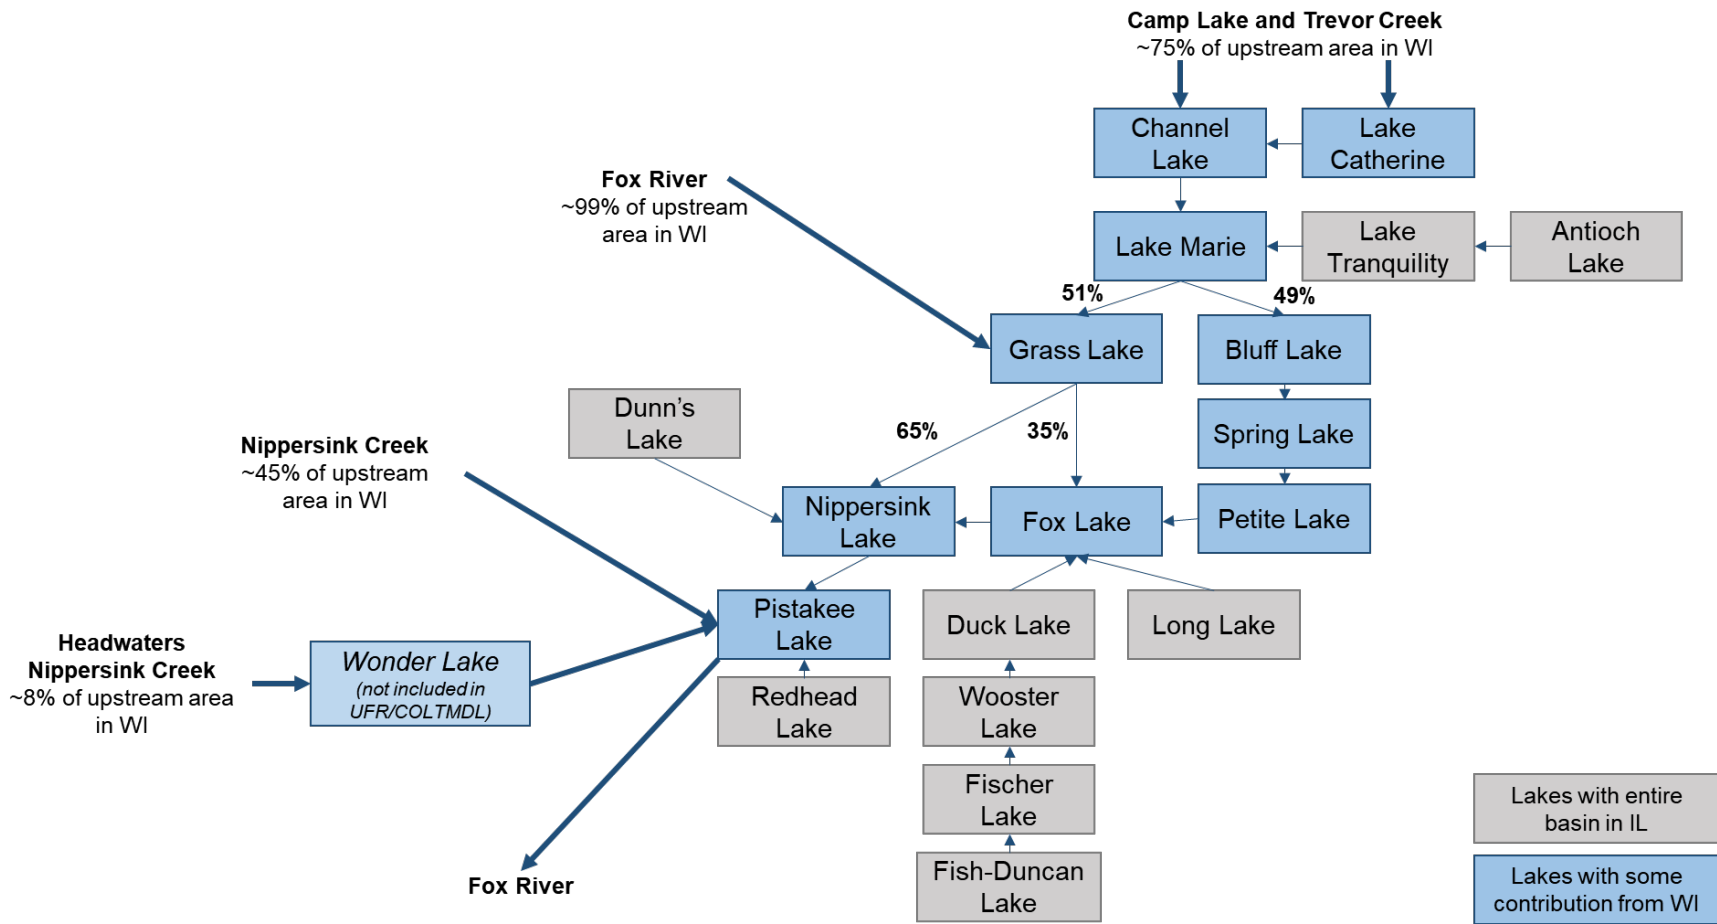 Camp Lake and Trevor Creek
~75% of upstream area in WI
Channel
Lake
Lake
Catherine
Fox River
~99% of upstream
area in WI
Lake Marie
Lake
Tranquility
Antioch
Lake
51%
49%
Grass Lake
Bluff Lake
Dunn's
Lake
65%
35%
Spring Lake
Nippersink Creek
~45% of upstream
area in WI
Nippersink
Lake
Fox Lake
Petite Lake
Pistakee
Lake
Duck Lake
Long Lake
Headwaters
Nippersink Creek
~8% of upstream area
in WI
Wonder Lake
(not included in
UFR/COLTMDL)
Redhead
Lake
Wooster
Lake
Fischer
Lake
Fish-Duncan
Lake
Fox River
Lakes with entire
basin in IL
Lakes with some
contribution from WI